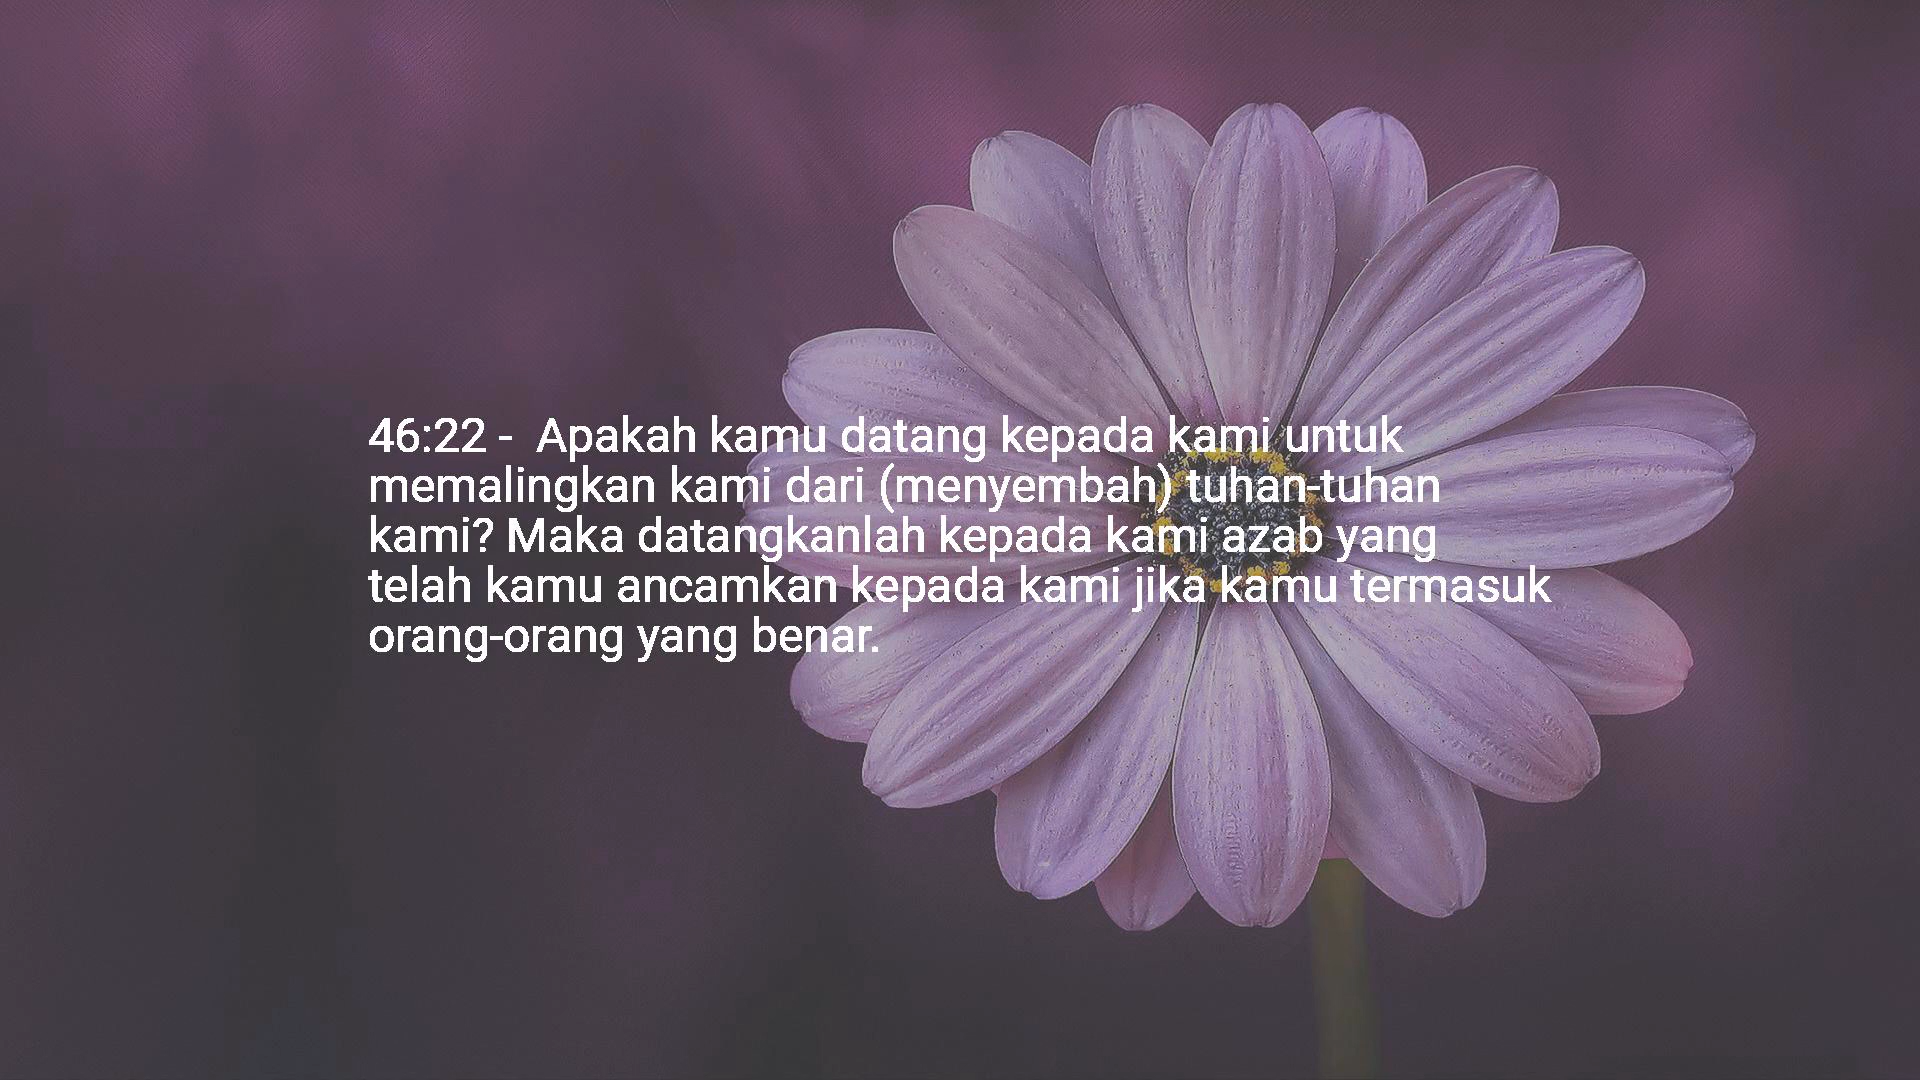 46:22 -  Apakah kamu datang kepada kami untuk
memalingkan kami dari (menyembah) tuhan-tuhan
kami? Maka datangkanlah kepada kami azab yang
telah kamu ancamkan kepada kami jika kamu termasuk
orang-orang yang benar.